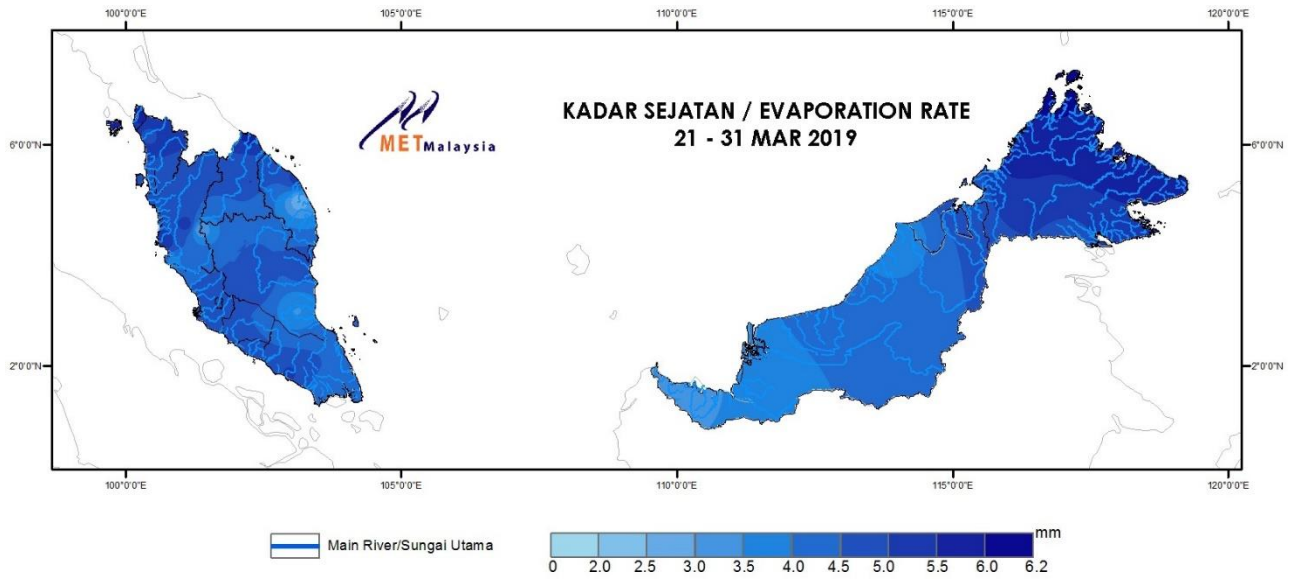 100°0'0"E 105°0'0"E 110°0'0"E 115°0'0"E 120°0'0"E
KADAR SEJATAN / EVAPORATION RATE
21 - 31 MAR 2019
METMalaysia
6°0'0"N 6°0'0"N
2°0'0"N 2°0'0"N
100°0'0"E 105°0'0"E 110°0'0"E 115°0'0"E 120°0'0"E
Main River/Sungai Utama
mm
0 2.0 2.5 3.0 3.5 4.0 4.5 5.0 5.5 6.0 6.2